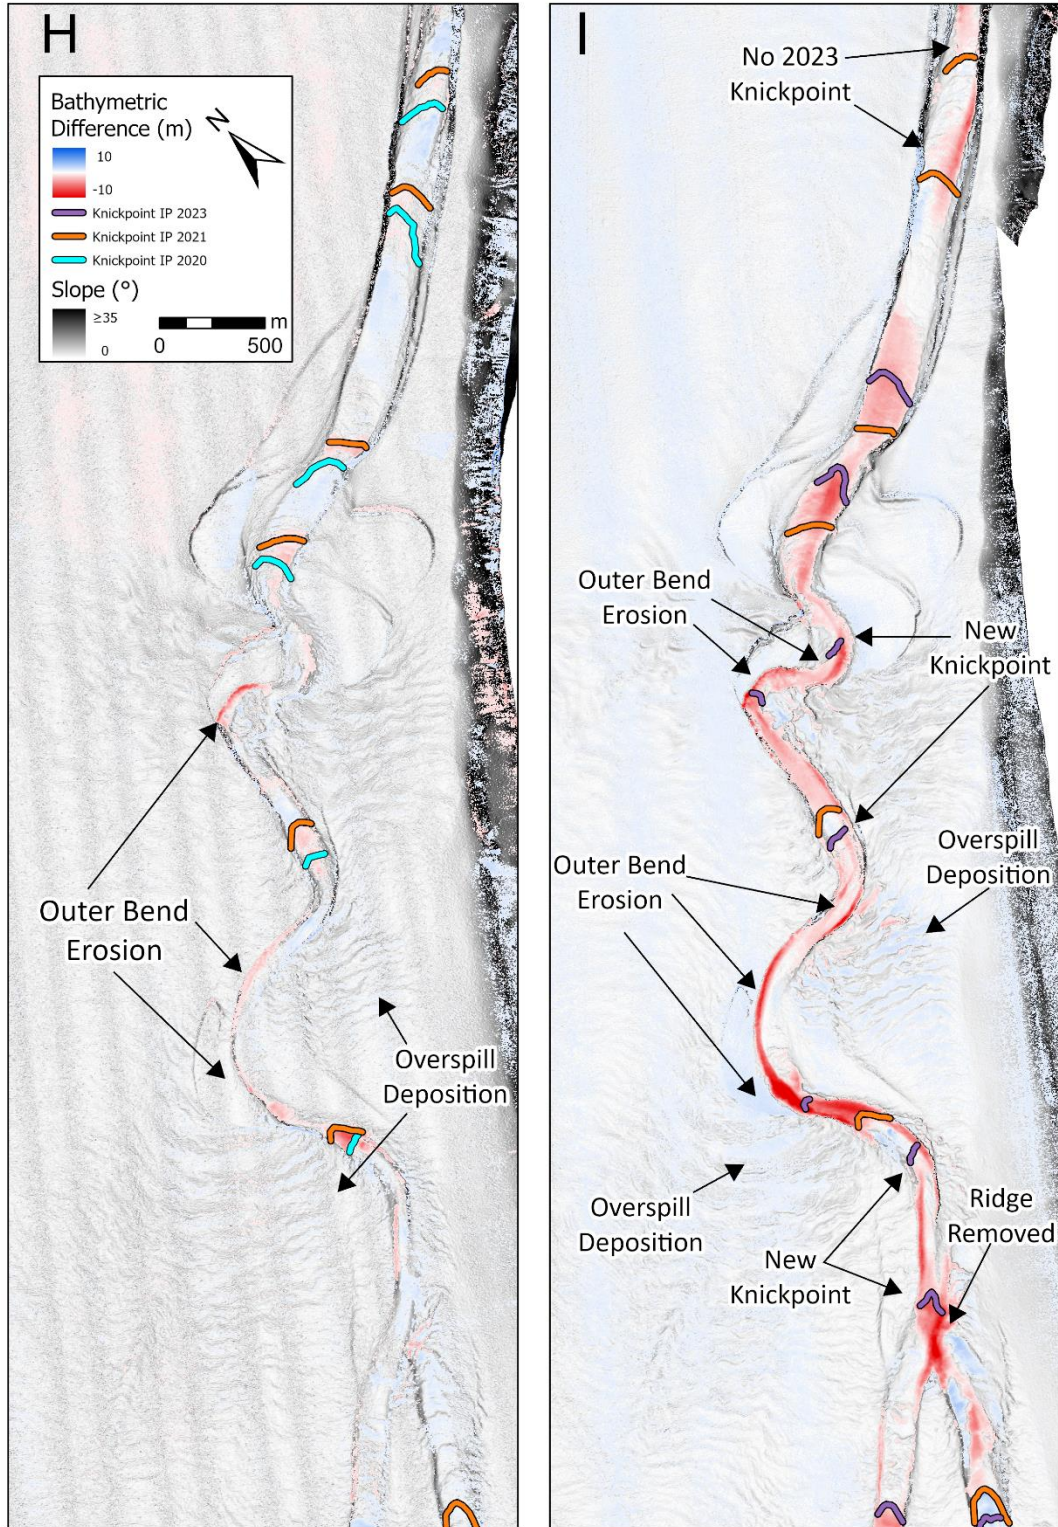 H
Bathymetric
Difference (m)
N
10
-10
Knickpoint IP 2023
Knickpoint IP 2021
Knickpoint IP 2020
Slope (°)
≥35
0
m
0
500
Outer Bend
Erosion
Overspill
Deposition
I
No 2023
Knickpoint
Outer Bend
Erosion
New
Knickpoint
Overspill
Deposition
Outer Bend
Erosion
Overspill
Deposition
New
Knickpoint
Ridge
Removed